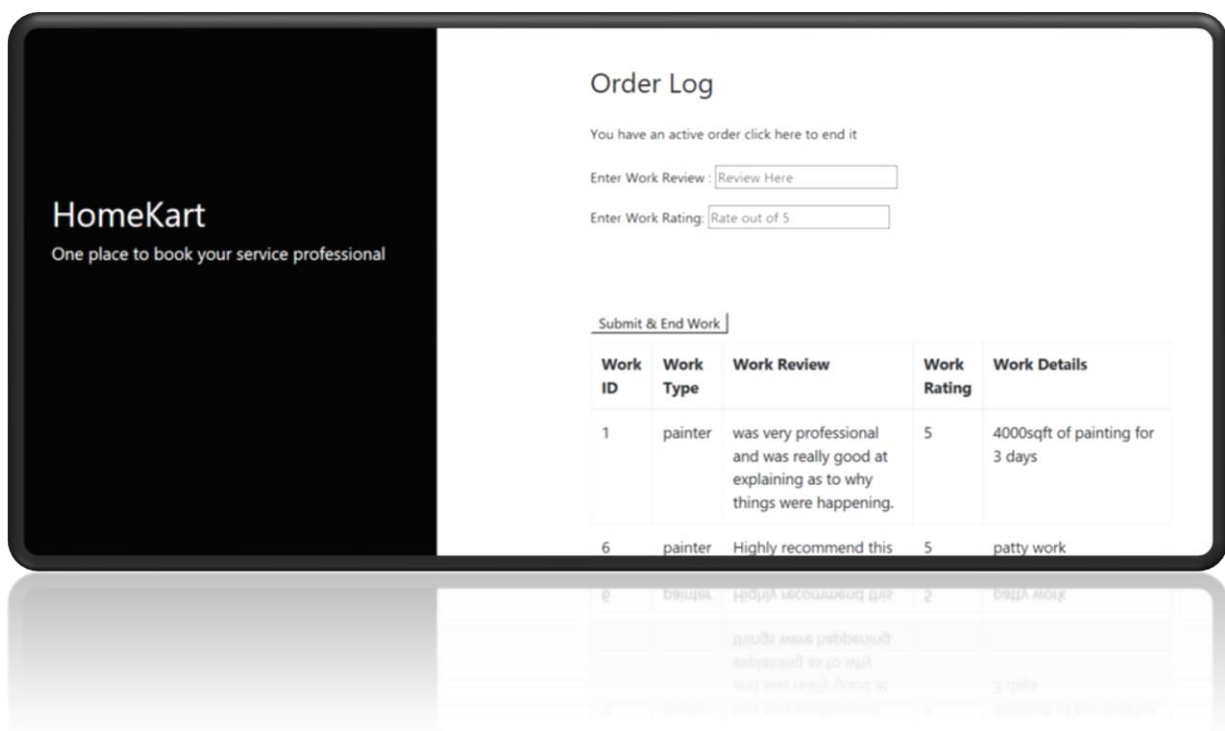 HomeKart
One place to book your service professional
Order Log
You have an active order click here to end it
Enter Work Review : Review Here
Enter Work Rating: Rate out of 5
Submit & End Work
Work ID Work Type Work Review Work Rating Work Details
1 painter was very professional 5 4000sqft of painting for
and was really good at 3 days
explaining as to why
things were happening.
6 painter Highly recommend this 5 patty work